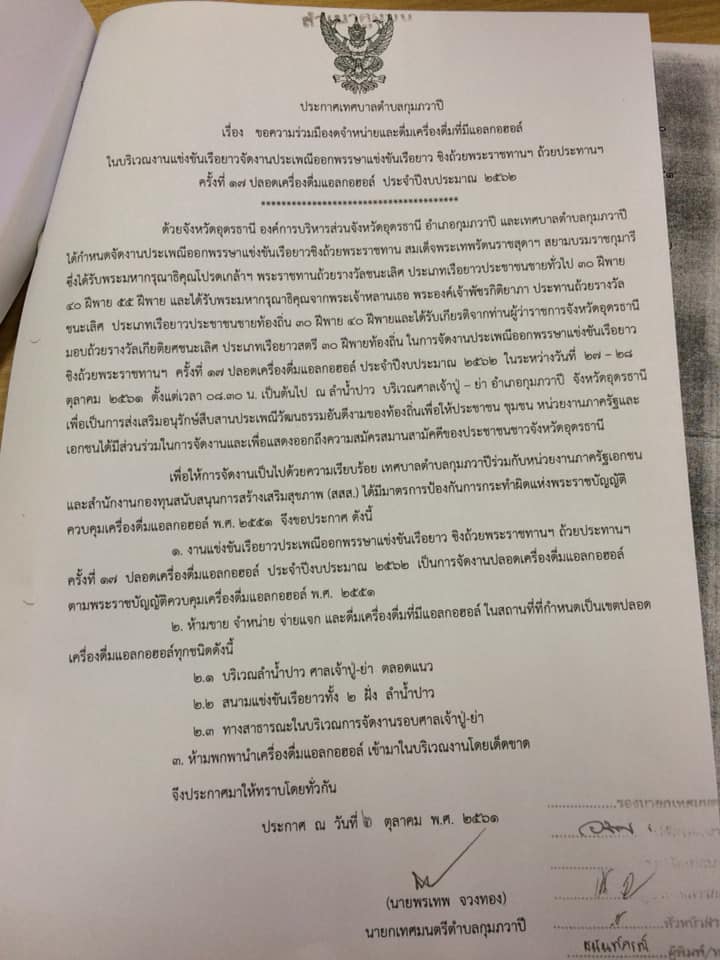 สำเนาคู่ฉบับ
ประกาศเทศบาลตำบลกุมภวาปี
เรื่อง ขอความร่วมมืองดจำหน่ายและดื่มเครื่องดื่มที่มีแอลกอฮอล์
ในบริเวณงานแข่งขันเรือยาวจัดงานประเพณีออกพรรษาแข่งขันเรือยาว ชิงถ้วยพระราชทานฯ ถ้วยประทานฯ
ครั้งที่ ๑๗ ปลอดเครื่องดื่มแอลกอฮอล์ ประจำปีงบประมาณ ๒๕๖๒
****************************************
ด้วยจังหวัดอุดรธานี องค์การบริหารส่วนจังหวัดอุดรธานี อำเภอกุมภวาปี และเทศบาลตำบลกุมภวาปี
ได้กำหนดจัดงานประเพณีออกพรรษาแข่งขันเรือยาวชิงถ้วยพระราชทาน สมเด็จพระเทพรัตนราชสุดาฯ สยามบรมราชกุมารี
ซึ่งได้รับพระมหากรุณาธิคุณโปรดเกล้าฯ พระราชทานถ้วยรางวัลชนะเลิศ ประเภทเรือยาวประชาชนชายทั่วไป ๓๐ ฝีพาย
๔๐ ฝีพาย ๕๕ ฝีพาย และได้รับพระมหากรุณาธิคุณจากพระเจ้าหลานเธอ พระองค์เจ้าพัชรกิติยาภา ประทานถ้วยรางวัล
ชนะเลิศ ประเภทเรือยาวประชาชนชายท้องถิ่น ๓๐ ฝีพาย ๔๐ ฝีพายและได้รับเกียรติจากท่านผู้ว่าราชการจังหวัดอุดรธานี
มอบถ้วยรางวัลเกียติยศชนะเลิศ ประเภทเรือยาวสตรี ๓๐ ฝีพายท้องถิ่น ในการจัดงานประเพณีออกพรรษาแข่งขันเรือยาว
ชิงถ้วยพระราชทานฯ ครั้งที่ ๑๗ ปลอดเครื่องดื่มแอลกอฮอล์ ประจำปีงบประมาณ ๒๕๖๒ ในระหว่างวันที่ ๒๗ – ๒๘
ตุลาคม ๒๕๖๑ ตั้งแต่เวลา ๐๘.๓๐ น. เป็นต้นไป ณ ลำน้ำปาว บริเวณศาลเจ้าปู่ – ย่า อำเภอกุมภวาปี จังหวัดอุดรธานี
เพื่อเป็นการส่งเสริมอนุรักษ์สืบสานประเพณีวัฒนธรรมอันดีงามของท้องถิ่นเพื่อให้ประชาชน ชุมชน หน่วยงานภาครัฐและ
เอกชนได้มีส่วนร่วมในการจัดงานและเพื่อแสดงออกถึงความสมัครสมานสามัคคีของประชาชนชาวจังหวัดอุดรธานี
เพื่อให้การจัดงานเป็นไปด้วยความเรียบร้อย เทศบาลตำบลกุมภวาปีร่วมกับหน่วยงานภาครัฐเอกชน
และสำนักงานกองทุนสนับสนุนการสร้างเสริมสุขภาพ (สสส.) ได้มีมาตรการป้องกันการกระทำผิดแห่งพระราชบัญญัติ
ควบคุมเครื่องดื่มแอลกอฮอล์ พ.ศ. ๒๕๕๑ จึงขอประกาศ ดังนี้
๑. งานแข่งขันเรือยาวประเพณีออกพรรษาแข่งขันเรือยาว ชิงถ้วยพระราชทานฯ ถ้วยประทานฯ
ครั้งที่ ๑๗ ปลอดเครื่องดื่มแอลกอฮอล์ ประจำปีงบประมาณ ๒๕๖๒ เป็นการจัดงานปลอดเครื่องดื่มแอลกอฮอล์
ตามพระราชบัญญัติควบคุมเครื่องดื่มแอลกอฮอล์ พ.ศ. ๒๕๕๑
๒. ห้ามขาย จำหน่าย จ่ายแจก และดื่มเครื่องดื่มที่มีแอลกอฮอล์ ในสถานที่ที่กำหนดเป็นเขตปลอด
เครื่องดื่มแอลกอฮอล์ทุกชนิดดังนี้
๒.๑ บริเวณลำน้ำปาว ศาลเจ้าปู่-ย่า ตลอดแนว
๒.๒ สนามแข่งขันเรือยาวทั้ง ๒ ฝั่ง ลำน้ำปาว
๒.๓ ทางสาธารณะในบริเวณการจัดงานรอบศาลเจ้าปู่-ย่า
๓. ห้ามพกพานำเครื่องดื่มแอลกอฮอล์ เข้ามาในบริเวณงานโดยเด็ดขาด
จึงประกาศมาให้ทราบโดยทั่วกัน
ประกาศ ณ วันที่ ๖ ตุลาคม พ.ศ. ๒๕๖๑
(นายพรเทพ จวงทอง)
นายกเทศมนตรีตำบลกุมภวาปี
รองนายกเทศมนตรี